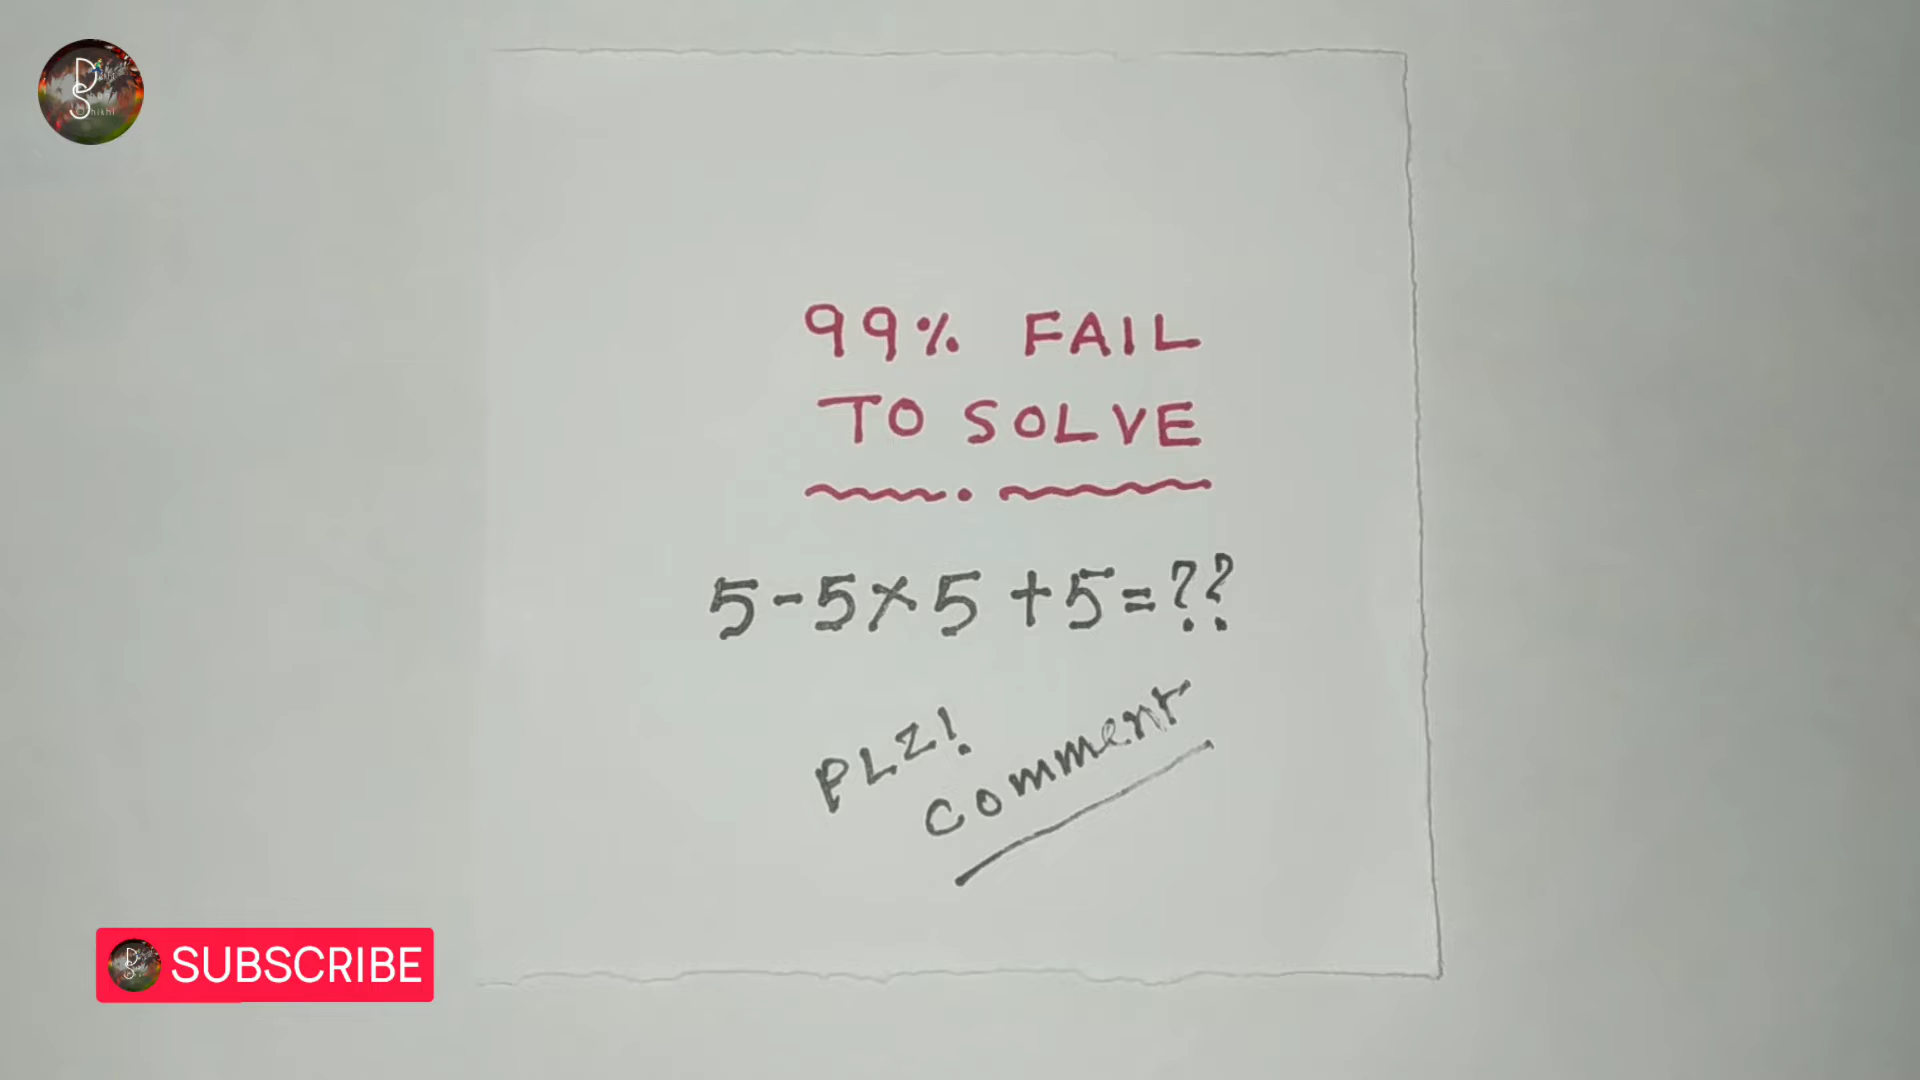 99% FAIL
TO SOLVE
5-5×5+5=??
PLZ!
comment
SUBSCRIBE